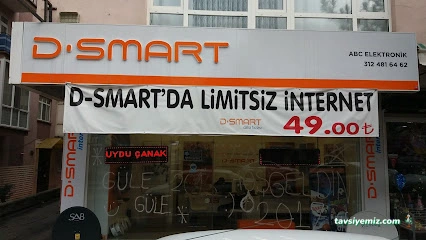 D·SMART
ABC ELEKTRONİK
312 481 64 62
D-SMART'DA LİMİTSİZ İNTERNET
D·SMART
49.00₺
UYDU ÇANAK
GÜLE
GÜLE
D·SMART
D·SMART
SAB
tavsiyemiz.com